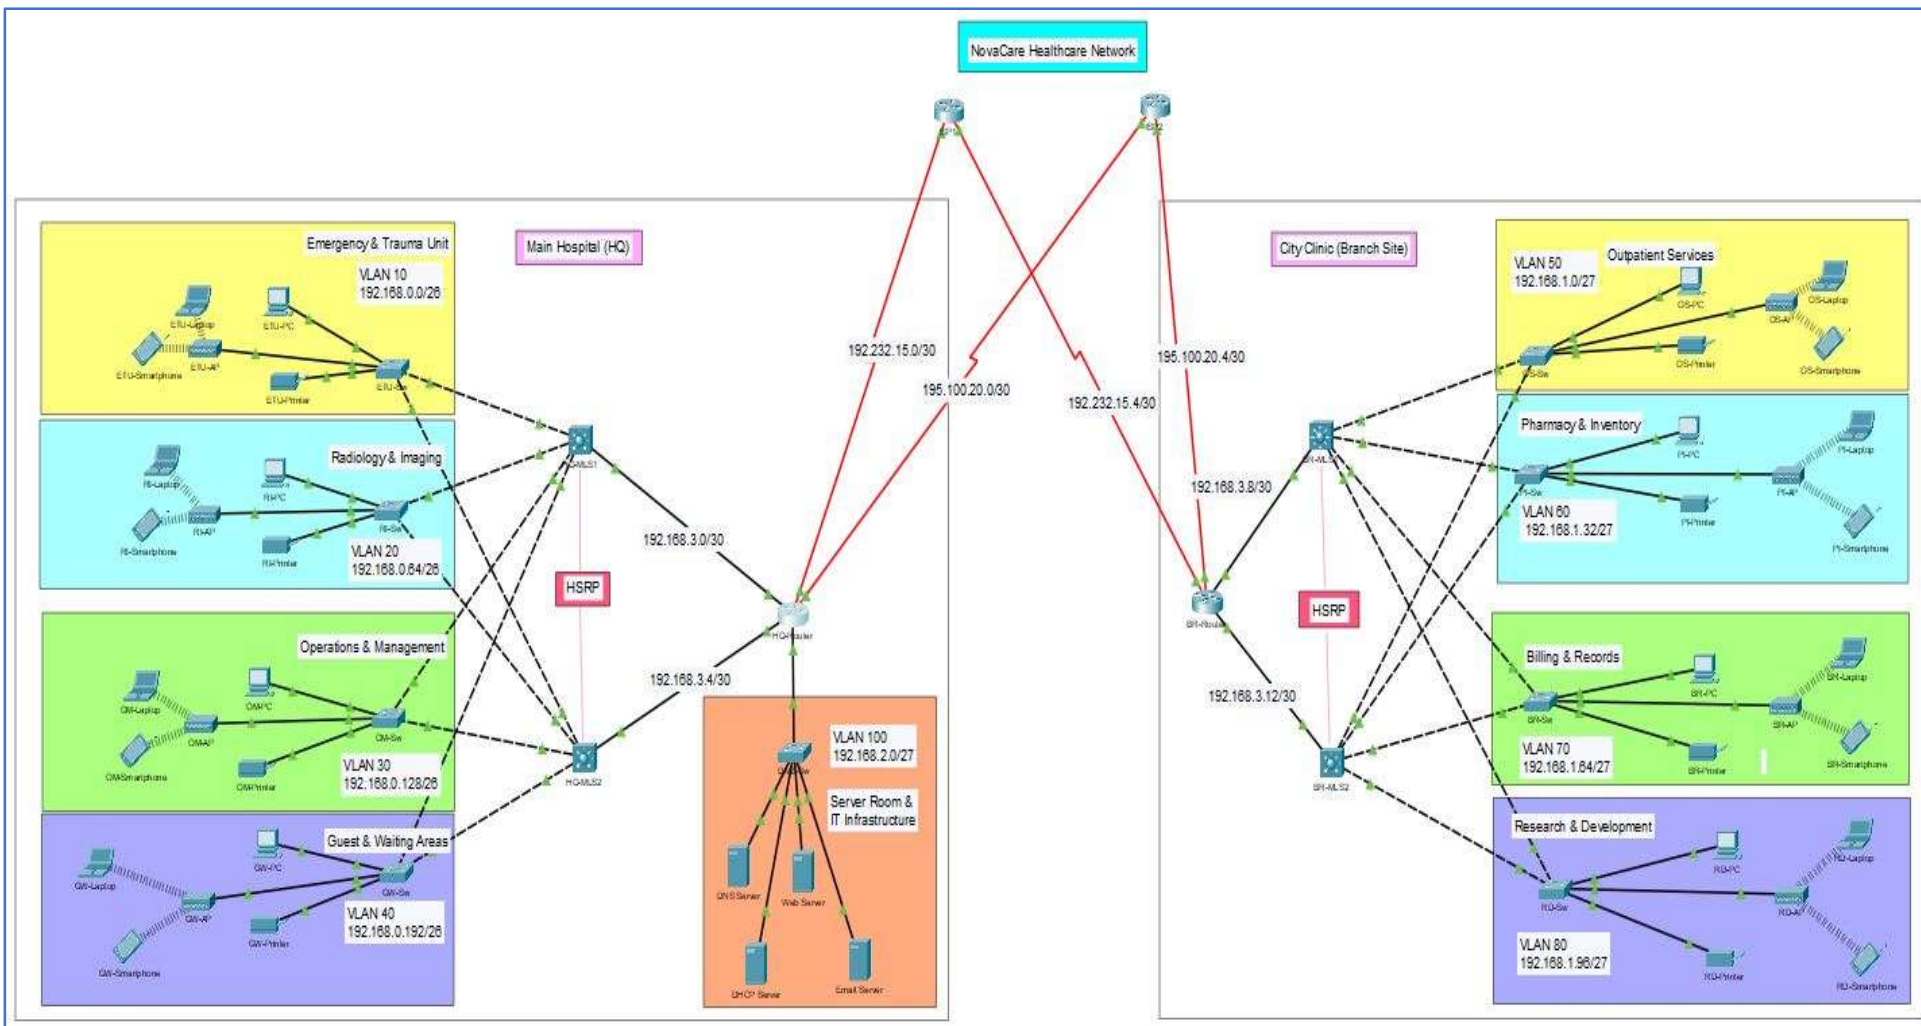 NovaCare Healthcare Network
Main Hospital (HQ)
Emergency & Trauma Unit
VLAN 10
192.168.0.0/26
ETU-Laptop
ETU-PC
ETU-Smartphone
ETU-AP
ETU-Printer
ETU-Sw
Radiology & Imaging
RI-Laptop
RI-PC
RI-Smartphone
RI-AP
RI-Printer
RI-Sw
VLAN 20
192.168.0.64/26
Operations & Management
OM-Laptop
OM-PC
OM-Smartphone
OM-AP
OM-Printer
OM-Sw
VLAN 30
192.168.0.128/26
Guest & Waiting Areas
GW-Laptop
GW-PC
GW-Smartphone
GW-AP
GW-Printer
GW-Sw
VLAN 40
192.168.0.192/26
HSRP
HQ-MLS2
192.168.3.0/30
192.168.3.4/30
HQ-Router
VLAN 100
192.168.2.0/27
Server Room &
IT Infrastructure
DNS Server
Web Server
DHCP Server
Email Server
192.232.15.0/30
195.100.20.0/30
192.232.15.4/30
195.100.20.4/30
City Clinic (Branch Site)
BR-Router
192.168.3.8/30
192.168.3.12/30
HSRP
BR-MLS2
Outpatient Services
VLAN 50
192.168.1.0/27
OS-PC
OS-Laptop
OS-AP
OS-Printer
OS-Smartphone
Pharmacy & Inventory
PI-PC
PI-Laptop
PI-Sw
PI-AP
PI-Printer
PI-Smartphone
VLAN 60
192.168.1.32/27
Billing & Records
BR-PC
BR-Laptop
BR-Sw
BR-AP
BR-Printer
BR-Smartphone
VLAN 70
192.168.1.64/27
Research & Development
RD-PC
RD-Laptop
RD-Sw
RD-AP
RD-Printer
RD-Smartphone
VLAN 80
192.168.1.96/27